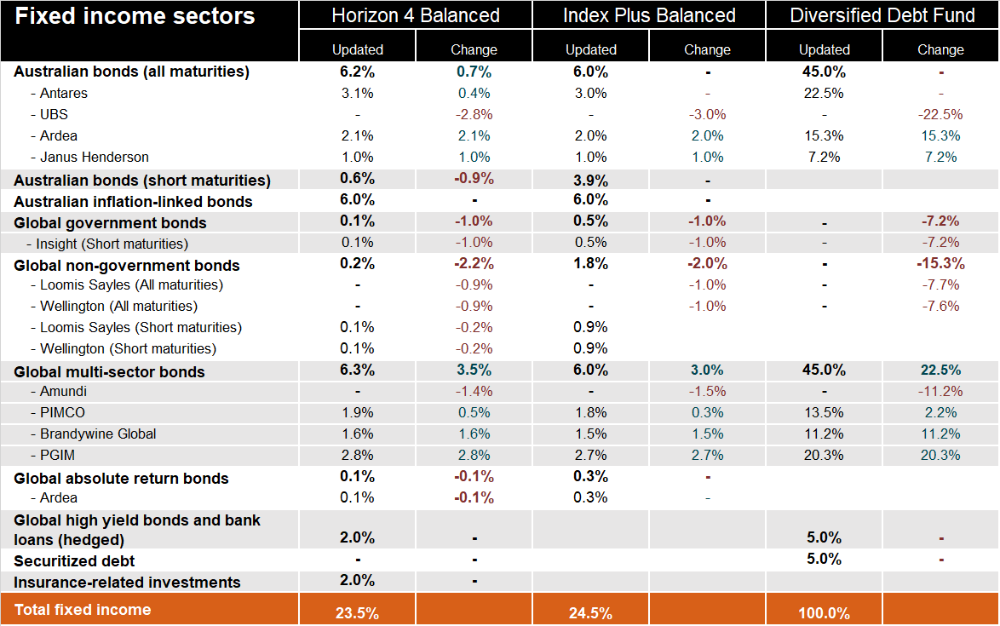 Fixed income sectors Horizon 4 Balanced Index Plus Balanced Diversified Debt Fund
Updated Change Updated Change Updated Change
Australian bonds (all maturities) 6.2% 0.7% 6.0% - 45.0% -
- Antares 3.1% 0.4% 3.0% - 22.5% -
- UBS - -2.8% - -3.0% - -22.5%
- Ardea 2.1% 2.1% 2.0% 2.0% 15.3% 15.3%
- Janus Henderson 1.0% 1.0% 1.0% 1.0% 7.2% 7.2%
Australian bonds (short maturities) 0.6% -0.9% 3.9% -
Australian inflation-linked bonds 6.0% - 6.0% -
Global government bonds 0.1% -1.0% 0.5% -1.0% - -7.2%
- Insight (Short maturities) 0.1% -1.0% 0.5% -1.0% - -7.2%
Global non-government bonds 0.2% -2.2% 1.8% -2.0% - -15.3%
- Loomis Sayles (All maturities) - -0.9% - -1.0% - -7.7%
- Wellington (All maturities) - -0.9% - -1.0% - -7.6%
- Loomis Sayles (Short maturities) 0.1% -0.2% 0.9%
- Wellington (Short maturities) 0.1% -0.2% 0.9%
Global multi-sector bonds 6.3% 3.5% 6.0% 3.0% 45.0% 22.5%
- Amundi - -1.4% - -1.5% - -11.2%
- PIMCO 1.9% 0.5% 1.8% 0.3% 13.5% 2.2%
- Brandywine Global 1.6% 1.6% 1.5% 1.5% 11.2% 11.2%
- PGIM 2.8% 2.8% 2.7% 2.7% 20.3% 20.3%
Global absolute return bonds 0.1% -0.1% 0.3% -
- Ardea 0.1% -0.1% 0.3% -
Global high yield bonds and bank
loans (hedged) 2.0% - 5.0% -
Securitized debt - - 5.0% -
Insurance-related investments 2.0% -
Total fixed income 23.5% 24.5% 100.0%